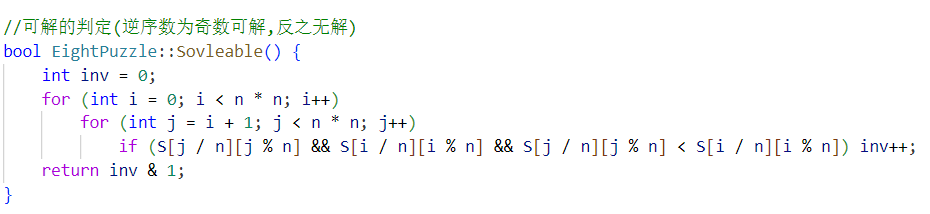 //可解的判定(逆序数为奇数可解,反之无解)
bool EightPuzzle::Sovleable() {
    int inv = 0;
    for (int i = 0; i < n * n; i++)
        for (int j = i + 1; j < n * n; j++)
            if (S[j / n][j % n] && S[i / n][i % n] && S[j / n][j % n] < S[i / n][i % n]) inv++;
    return inv & 1;
}